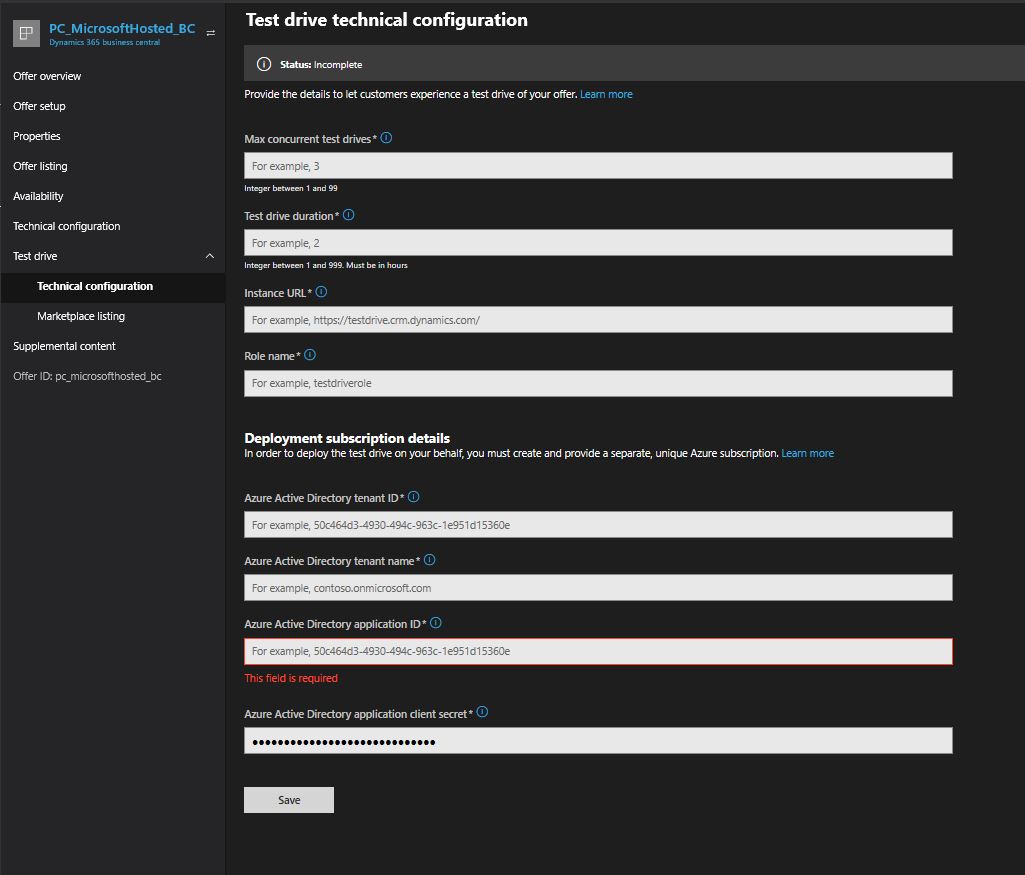 PC_MicrosoftHosted_BC
Dynamics 365 business central
Offer overview
Offer setup
Properties
Offer listing
Availability
Technical configuration
Test drive
Technical configuration
Marketplace listing
Supplemental content
Offer ID: pc_microsofthosted_bc
Test drive technical configuration
Status: Incomplete
Provide the details to let customers experience a test drive of your offer. Learn more
Max concurrent test drives*
For example, 3
Integer between 1 and 99
Test drive duration*
For example, 2
Integer between 1 and 999. Must be in hours
Instance URL*
For example, https://testdrive.crm.dynamics.com/
Role name*
For example, testdriverole
Deployment subscription details
In order to deploy the test drive on your behalf, you must create and provide a separate, unique Azure subscription. Learn more
Azure Active Directory tenant ID*
For example, 50c464d3-4930-494c-963c-1e951d15360e
Azure Active Directory tenant name*
For example, contoso.onmicrosoft.com
Azure Active Directory application ID*
For example, 50c464d3-4930-494c-963c-1e951d15360e
This field is required
Azure Active Directory application client secret*
Save